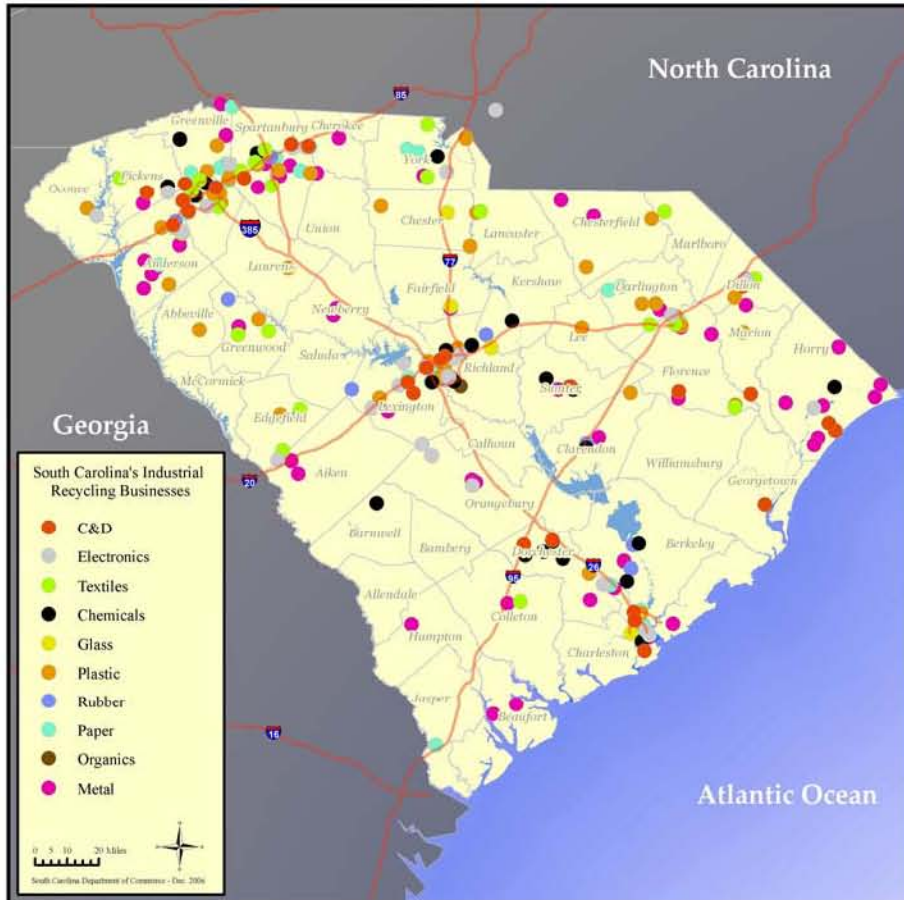 North Carolina
85
Greenville
Spartanburg
Cherokee
York
Pickens
Oconee
385
Union
Chester
Lancaster
Chesterfield
Marlboro
77
Anderson
Laurens
Fairfield
Kershaw
Darlington
Dillon
Abbeville
Newberry
Greenwood
Saluda
Lee
Marion
Horry
McCormick
Richland
Sumter
Florence
Edgefield
Lexington
Georgia
Calhoun
Clarendon
Aiken
Williamsburg
20
Orangeburg
Georgetown
Barnwell
Bamberg
Dorchester
Berkeley
26
95
Allendale
Colleton
Hampton
Charleston
Jasper
Beaufort
16
Atlantic Ocean
South Carolina's Industrial
Recycling Businesses
C&D
Electronics
Textiles
Chemicals
Glass
Plastic
Rubber
Paper
Organics
Metal
0 5 10 20 Miles
South Carolina Department of Commerce - Dec. 2006